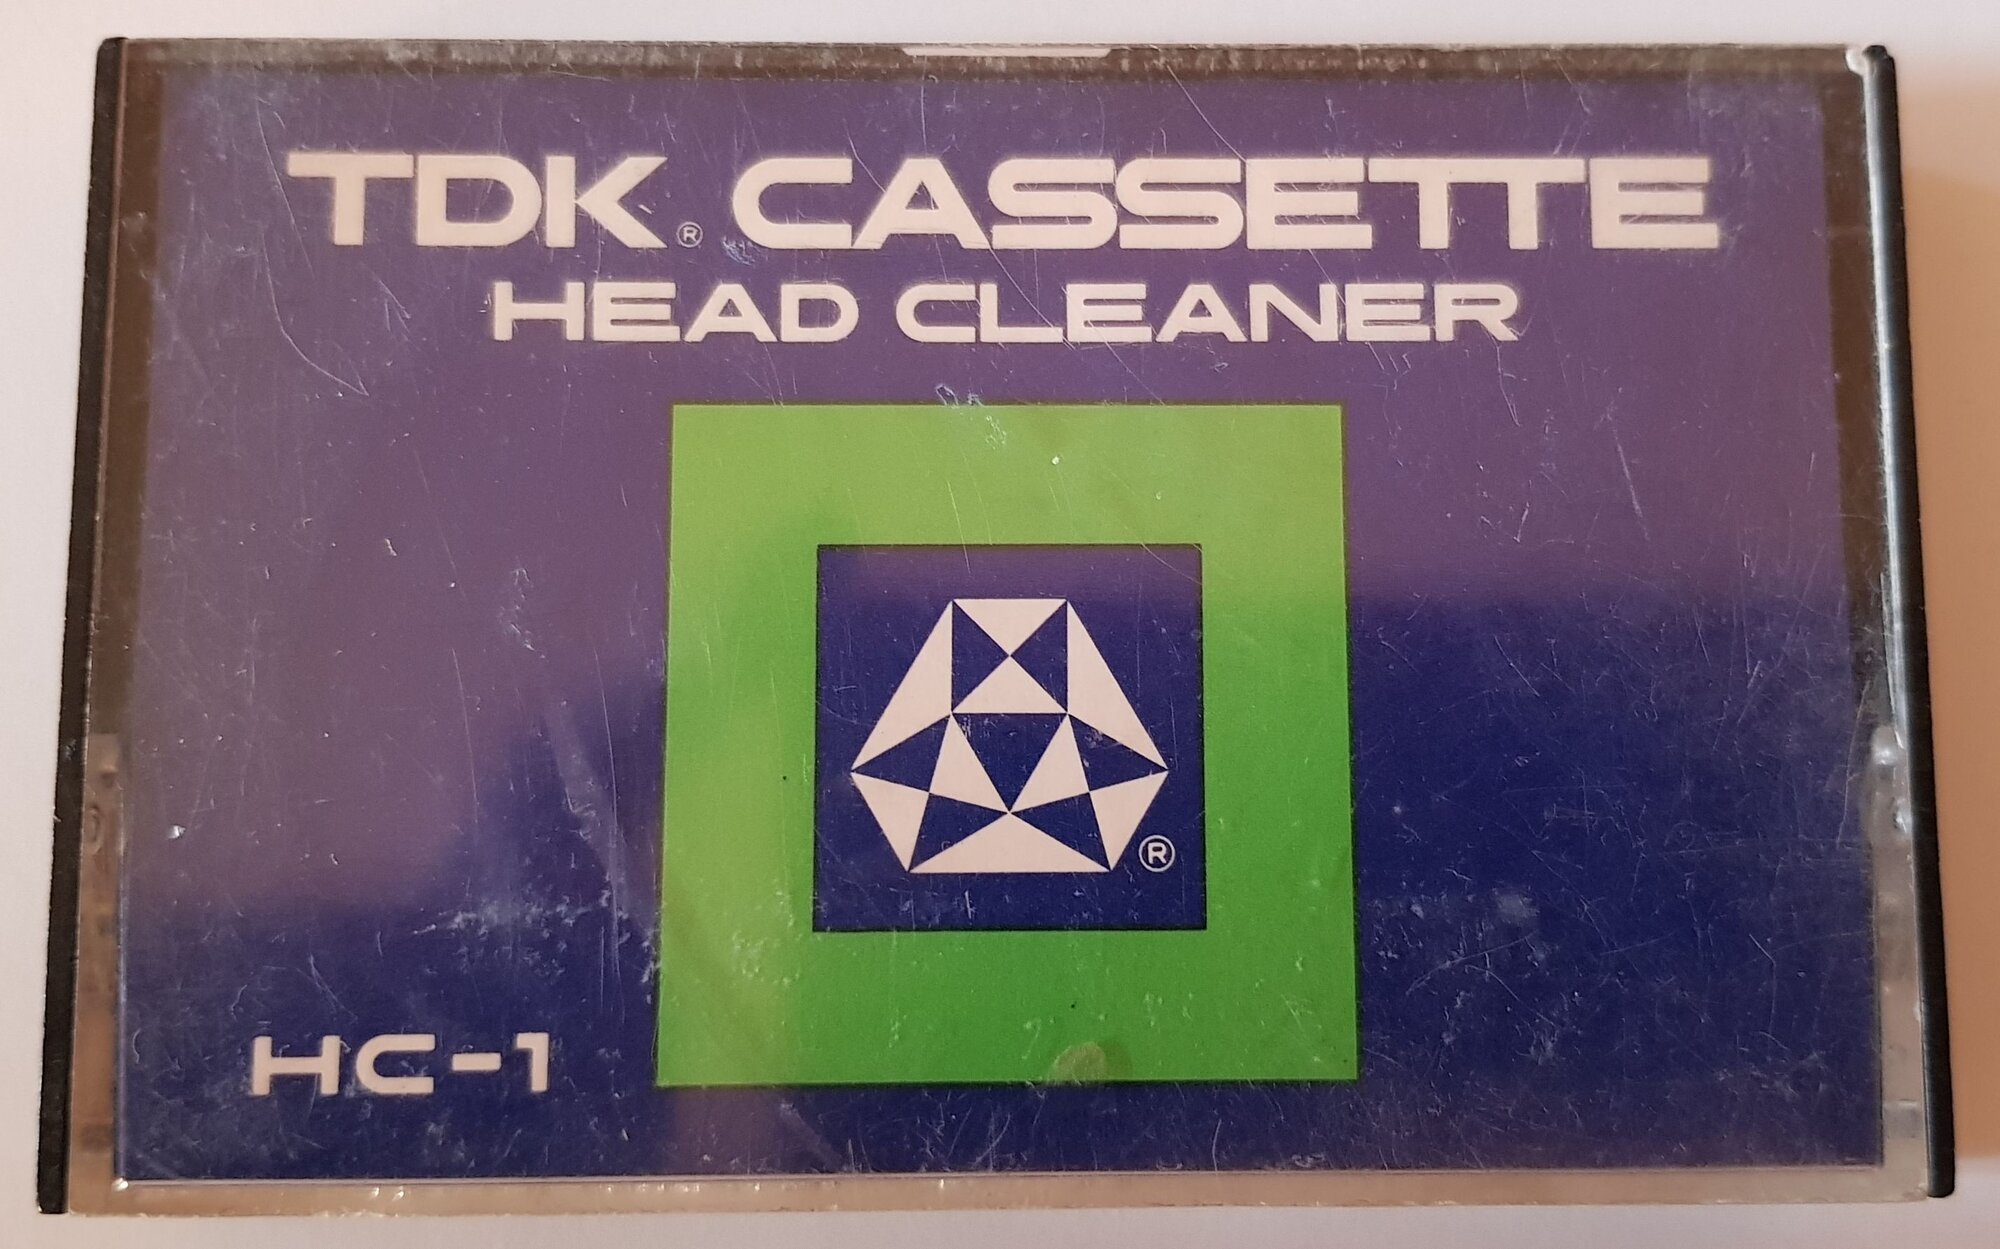 TDK® CASSETTE
HEAD CLEANER
®
HC-1